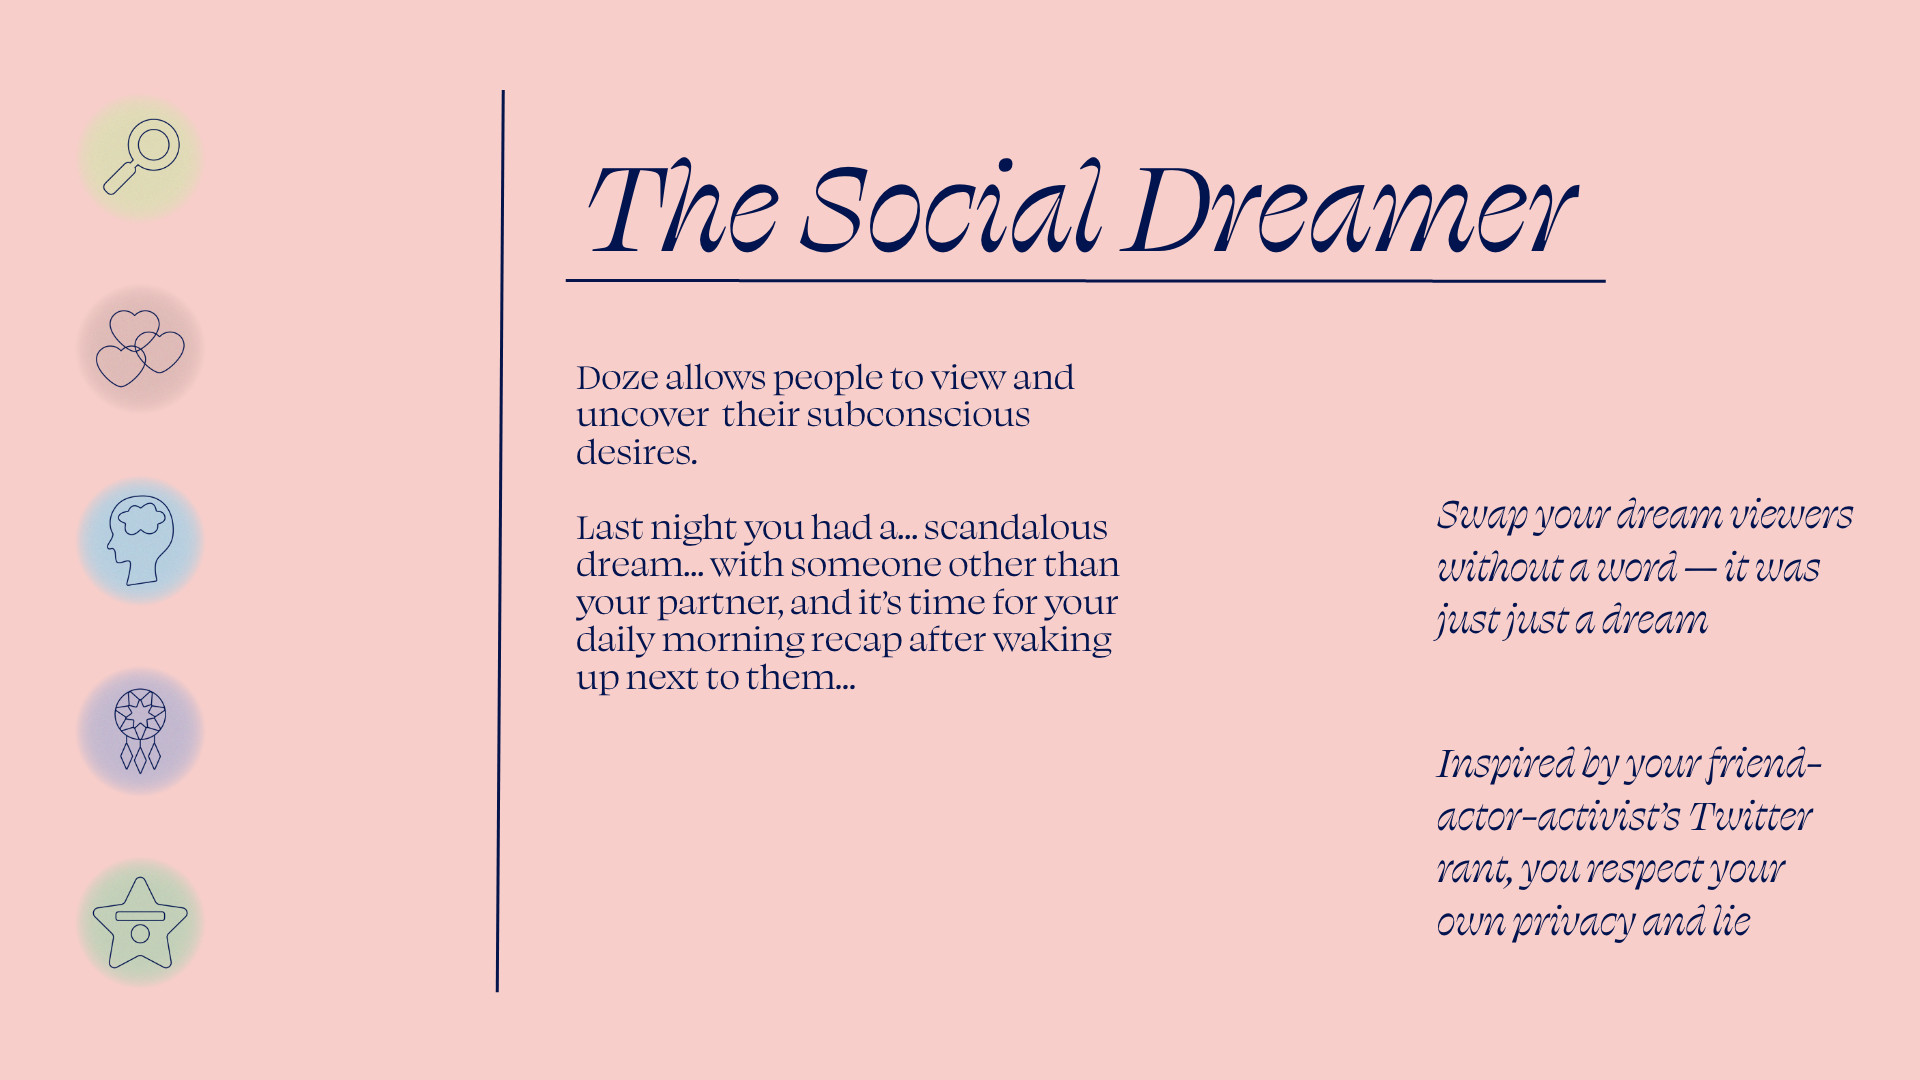 The Social Dreamer
Doze allows people to view and
uncover their subconscious
desires.
Last night you had a... scandalous
dream... with someone other than
your partner, and it’s time for your
daily morning recap after waking
up next to them...
Swap your dream viewers
without a word — it was
just just a dream
Inspired by your friend-
actor-activist’s Twitter
rant, you respect your
own privacy and lie